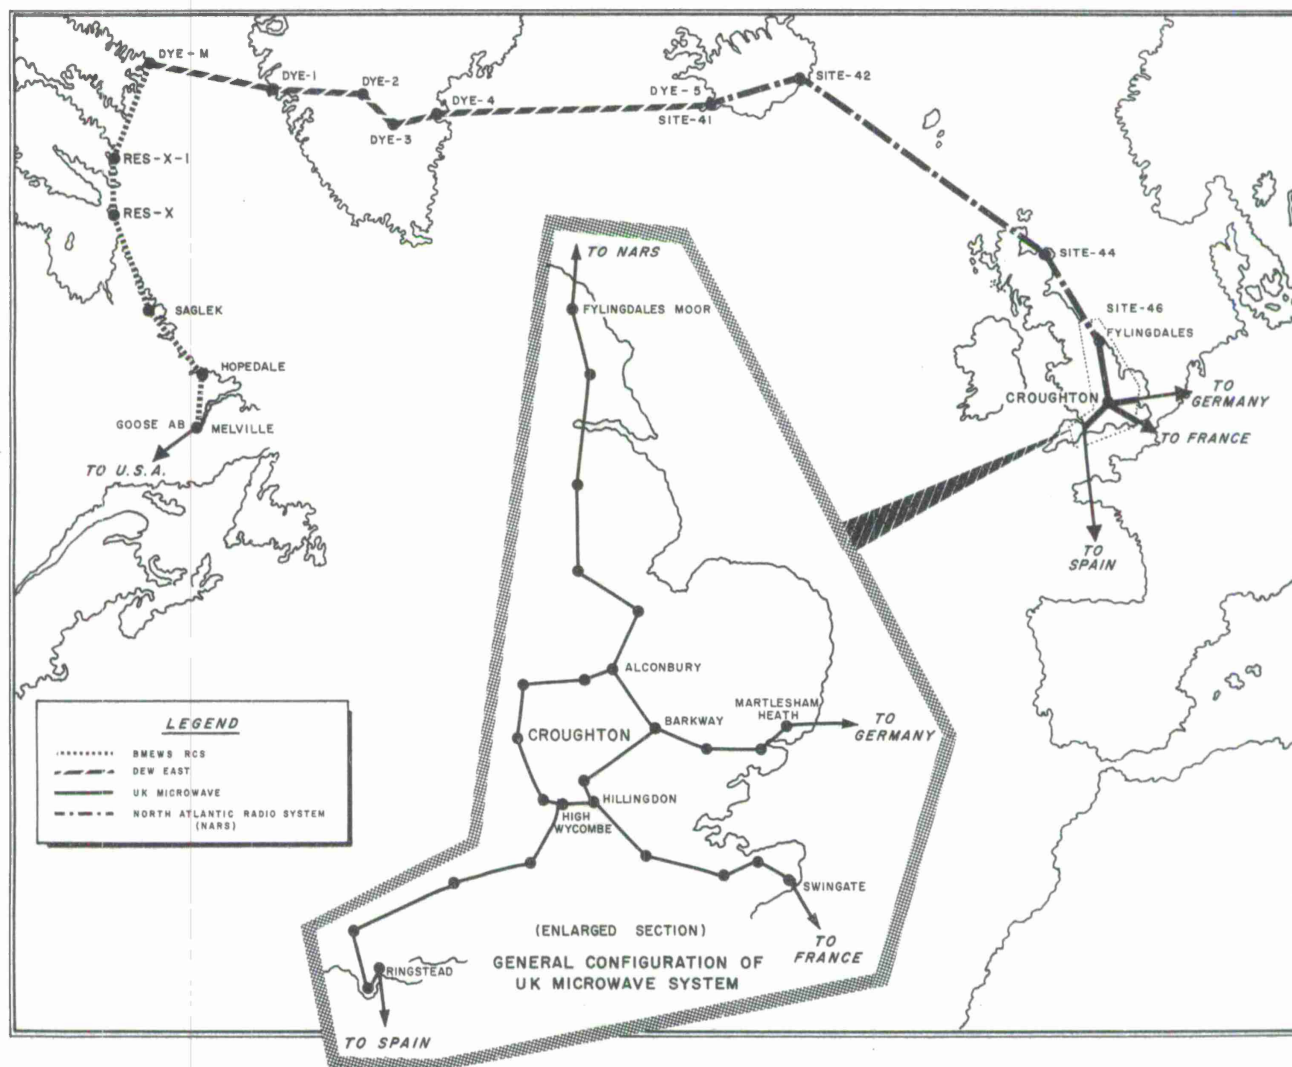 DYE-M
DYE-1
DYE-2
DYE-3
DYE-4
DYE-5
SITE-41
SITE-42
RES-X-1
RES-X
SAGLEK
HOPEDALE
GOOSE AB
MELVILLE
TO U.S.A.
SITE-44
SITE-46
FYLINGDALES
CROUGHTON
TO
GERMANY
TO FRANCE
TO
SPAIN
TO NARS
FYLINGDALES MOOR
ALCONBURY
BARKWAY
MARTLESHAM
HEATH
TO
GERMANY
CROUGHTON
HILLINGDON
HIGH
WYCOMBE
SWINGATE
TO
FRANCE
RINGSTEAD
TO SPAIN
(ENLARGED SECTION)
GENERAL CONFIGURATION OF
UK MICROWAVE SYSTEM
LEGEND
BMEWS RCS
DEW EAST
UK MICROWAVE
NORTH ATLANTIC RADIO SYSTEM
(NARS)